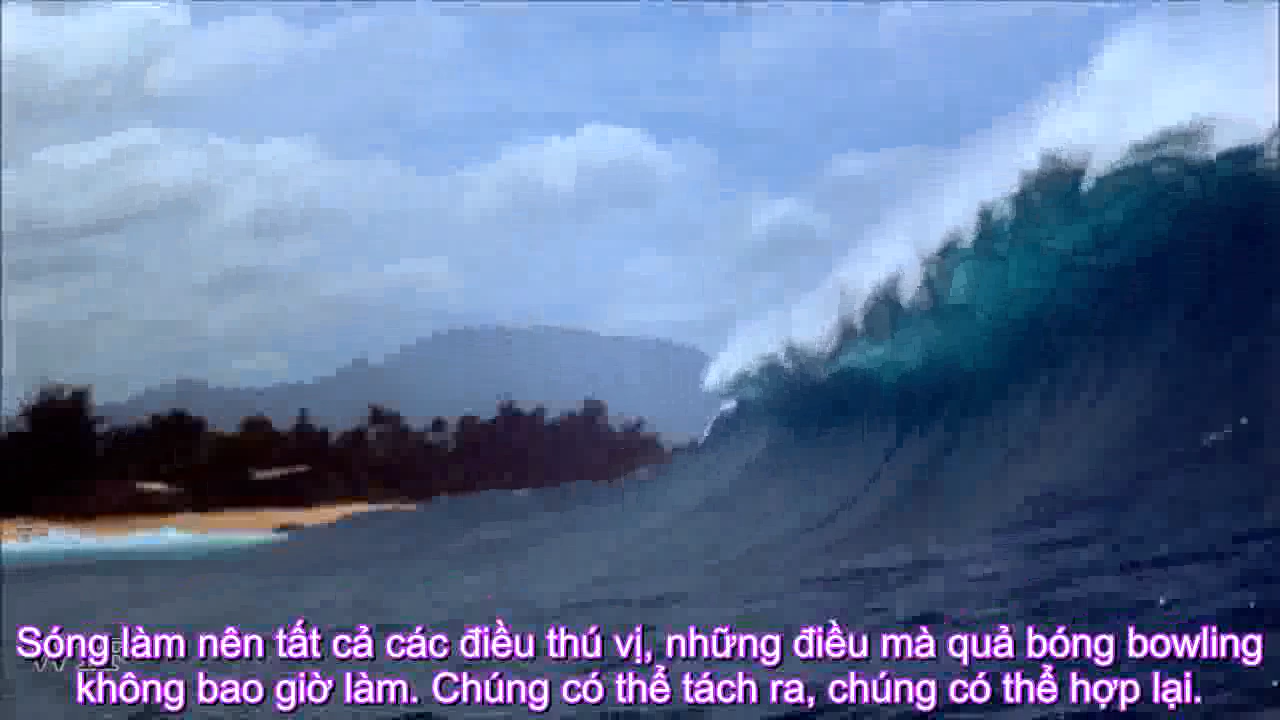 Sóng làm nên tất cả các điều thú vị, những điều mà quả bóng bowling
không bao giờ làm. Chúng có thể tách ra, chúng có thể hợp lại.